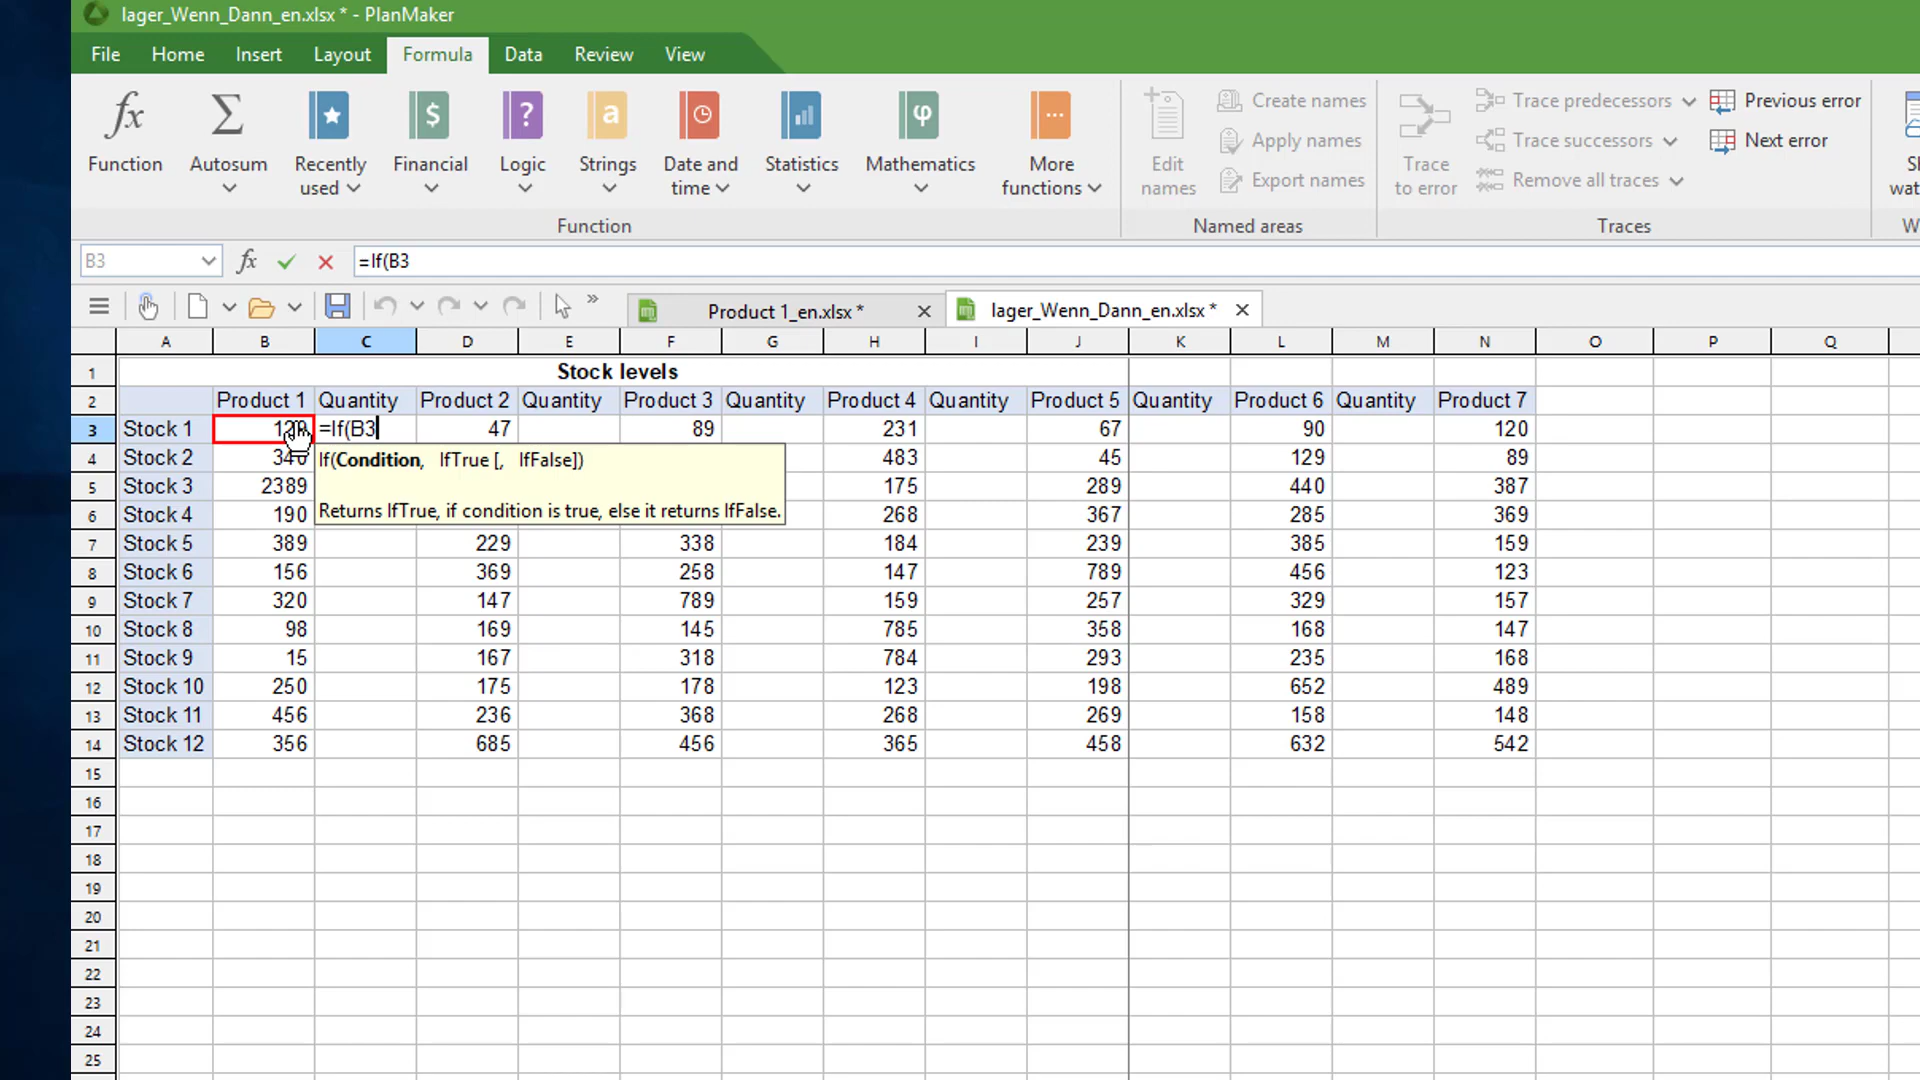 lager_Wenn_Dann_en.xlsx * - PlanMaker
File Home Insert Layout Formula Data Review View
Function Autosum Recently used Financial Logic Strings Date and time Statistics Mathematics More functions
Edit names Create names Apply names Export names
Trace to error Trace predecessors Trace successors Remove all traces
Previous error Next error
Function Named areas Traces
B3 fx =If(B3
Product 1_en.xlsx * lager_Wenn_Dann_en.xlsx *
A B C D E F G H I J K L M N O P Q
1 Stock levels
2 Product 1 Quantity Product 2 Quantity Product 3 Quantity Product 4 Quantity Product 5 Quantity Product 6 Quantity Product 7
3 Stock 1 =If(B3 47 89 231 67 90 120
4 Stock 2 If(Condition, IfTrue [, IfFalse]) 483 45 129 89
5 Stock 3 2389 175 289 440 387
6 Stock 4 190 Returns IfTrue, if condition is true, else it returns IfFalse. 268 367 285 369
7 Stock 5 389 229 338 184 239 385 159
8 Stock 6 156 369 258 147 789 456 123
9 Stock 7 320 147 789 159 257 329 157
10 Stock 8 98 169 145 785 358 168 147
11 Stock 9 15 167 318 784 293 235 168
12 Stock 10 250 175 178 123 198 652 489
13 Stock 11 456 236 368 268 269 158 148
14 Stock 12 356 685 456 365 458 632 542
15
16
17
18
19
20
21
22
23
24
25